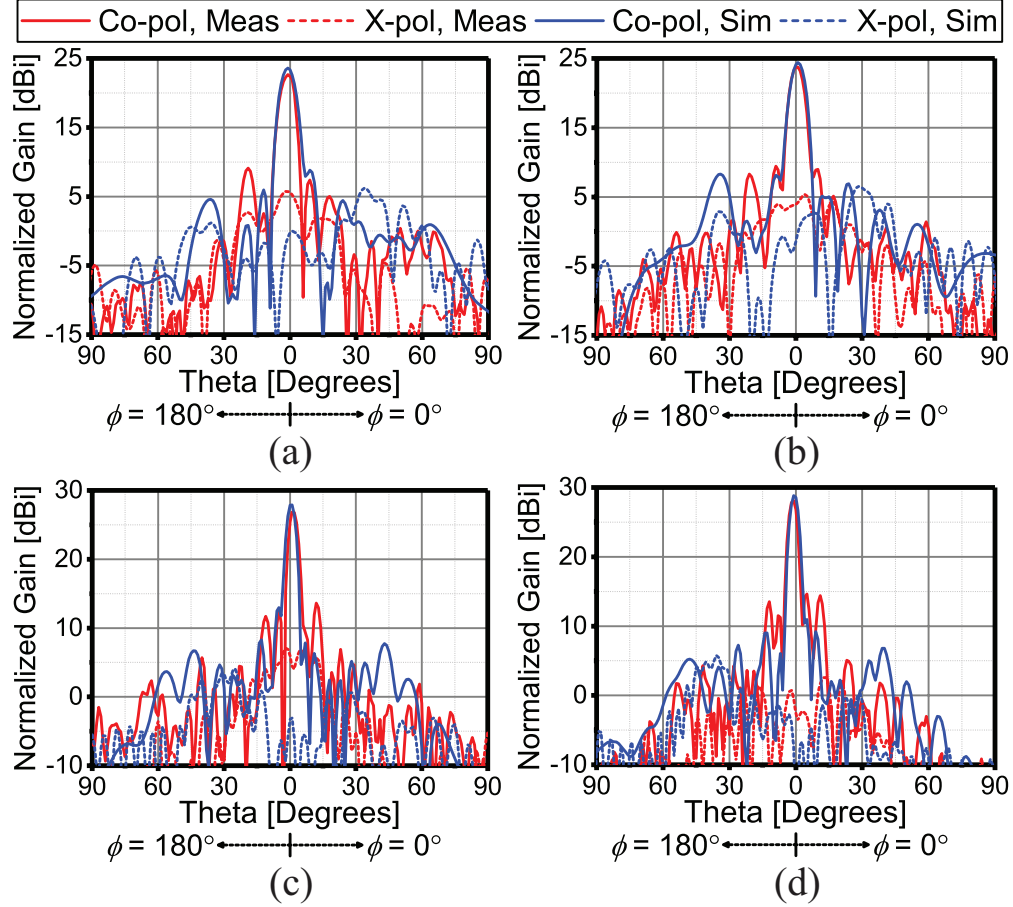 Co-pol, Meas X-pol, Meas Co-pol, Sim X-pol, Sim
Normalized Gain [dBi]
25
15
5
-5
-15
90 60 30 0 30 60 90
Theta [Degrees]
ϕ = 180° ϕ = 0°
(a)
Normalized Gain [dBi]
25
15
5
-5
-15
90 60 30 0 30 60 90
Theta [Degrees]
ϕ = 180° ϕ = 0°
(b)
Normalized Gain [dBi]
30
20
10
0
-10
90 60 30 0 30 60 90
Theta [Degrees]
ϕ = 180° ϕ = 0°
(c)
Normalized Gain [dBi]
30
20
10
0
-10
90 60 30 0 30 60 90
Theta [Degrees]
ϕ = 180° ϕ = 0°
(d)